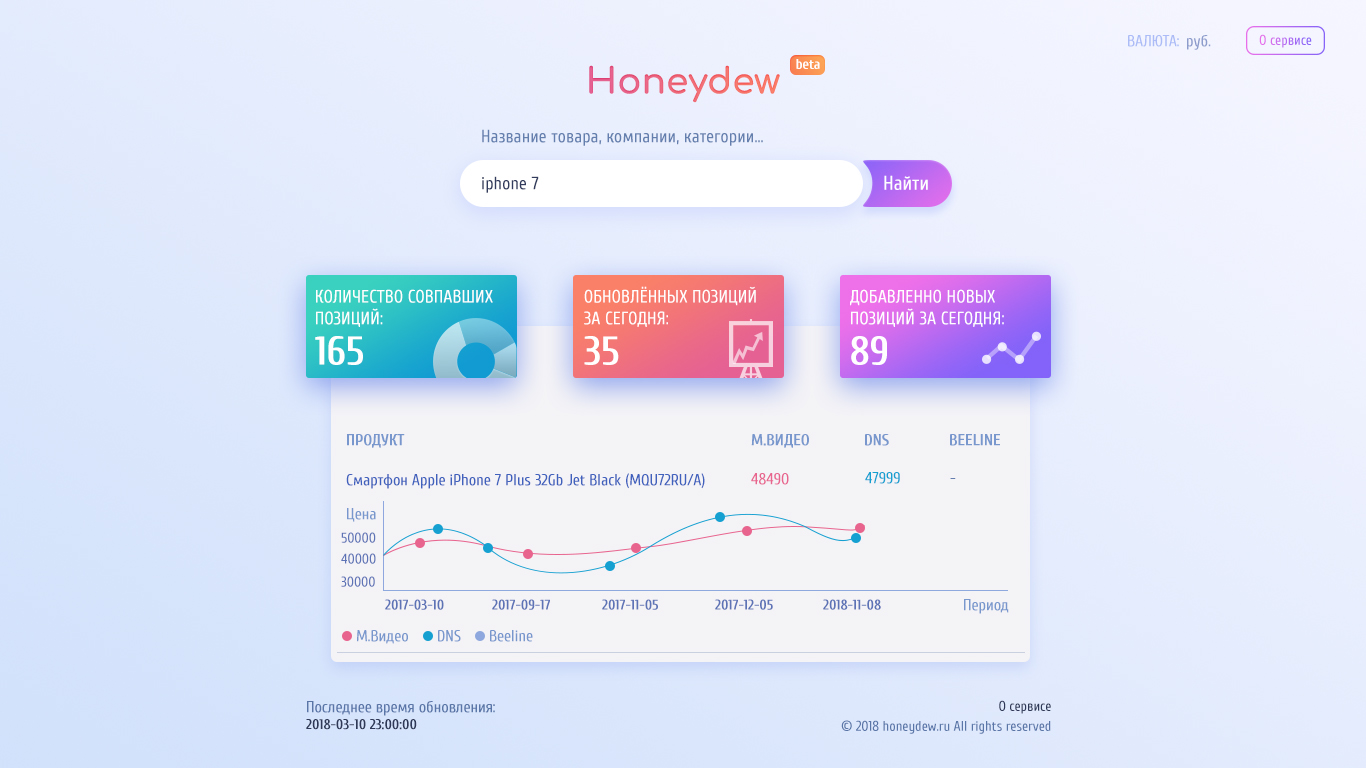 ВАЛЮТА: руб.
О сервисе
Honeydew beta
Название товара, компании, категории...
iphone 7
Найти
КОЛИЧЕСТВО СОВПАВШИХ
ПОЗИЦИЙ:
165
ОБНОВЛЁННЫХ ПОЗИЦИЙ
ЗА СЕГОДНЯ:
35
ДОБАВЛЕННО НОВЫХ
ПОЗИЦИЙ ЗА СЕГОДНЯ:
89
ПРОДУКТ М.ВИДЕО DNS BEELINE
Смартфон Apple iPhone 7 Plus 32Gb Jet Black (MQU72RU/A) 48490 47999 -
Цена
50000
40000
30000
2017-03-10 2017-09-17 2017-11-05 2017-12-05 2018-11-08 Период
М.Видео DNS Beeline
Последнее время обновления:
2018-03-10 23:00:00
О сервисе
© 2018 honeydew.ru All rights reserved